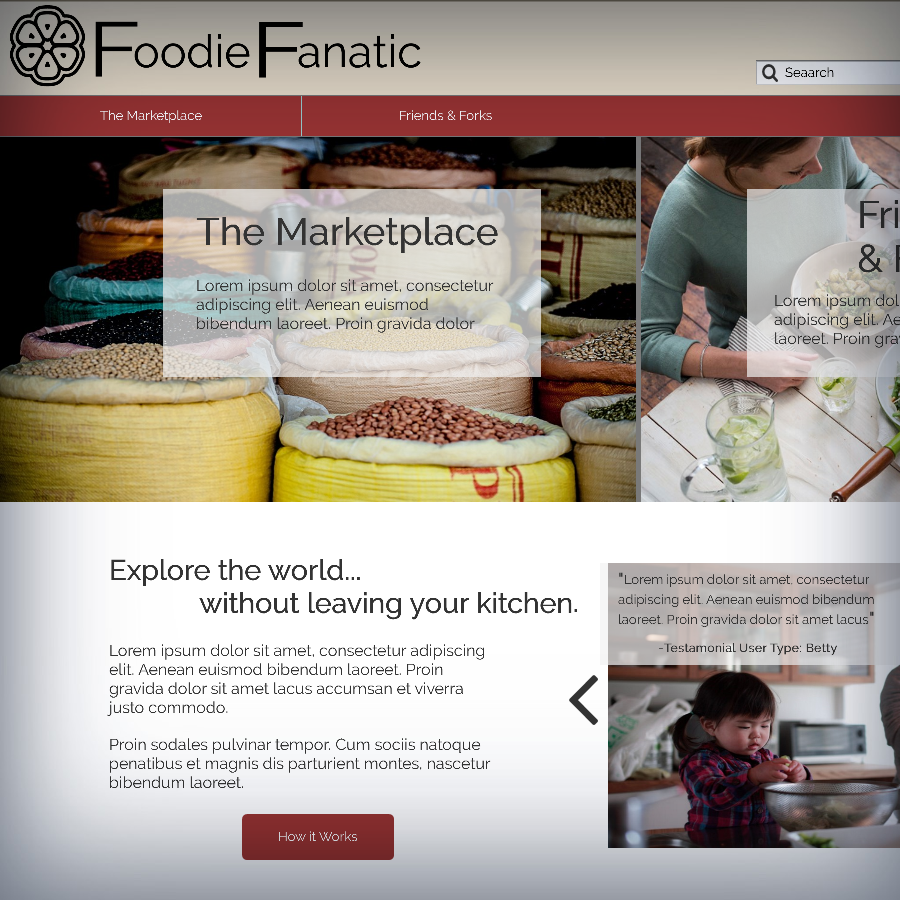 FoodieFanatic
Seaarch
The Marketplace
Friends & Forks
The Marketplace
Lorem ipsum dolor sit amet, consectetur
adipiscing elit. Aenean euismod
bibendum laoreet. Proin gravida dolor
Fri
&
Lorem ipsum dol
adipiscing elit. Ae
laoreet. Proin grav
Explore the world...
without leaving your kitchen.
Lorem ipsum dolor sit amet, consectetur adipiscing
elit. Aenean euismod bibendum laoreet. Proin
gravida dolor sit amet lacus accumsan et viverra
justo commodo.
Proin sodales pulvinar tempor. Cum sociis natoque
penatibus et magnis dis parturient montes, nascetur
bibendum laoreet.
How it Works
"Lorem ipsum dolor sit amet, consectetur
adipiscing elit. Aenean euismod bibendum
laoreet. Proin gravida dolor sit amet lacus"
-Testamonial User Type: Betty